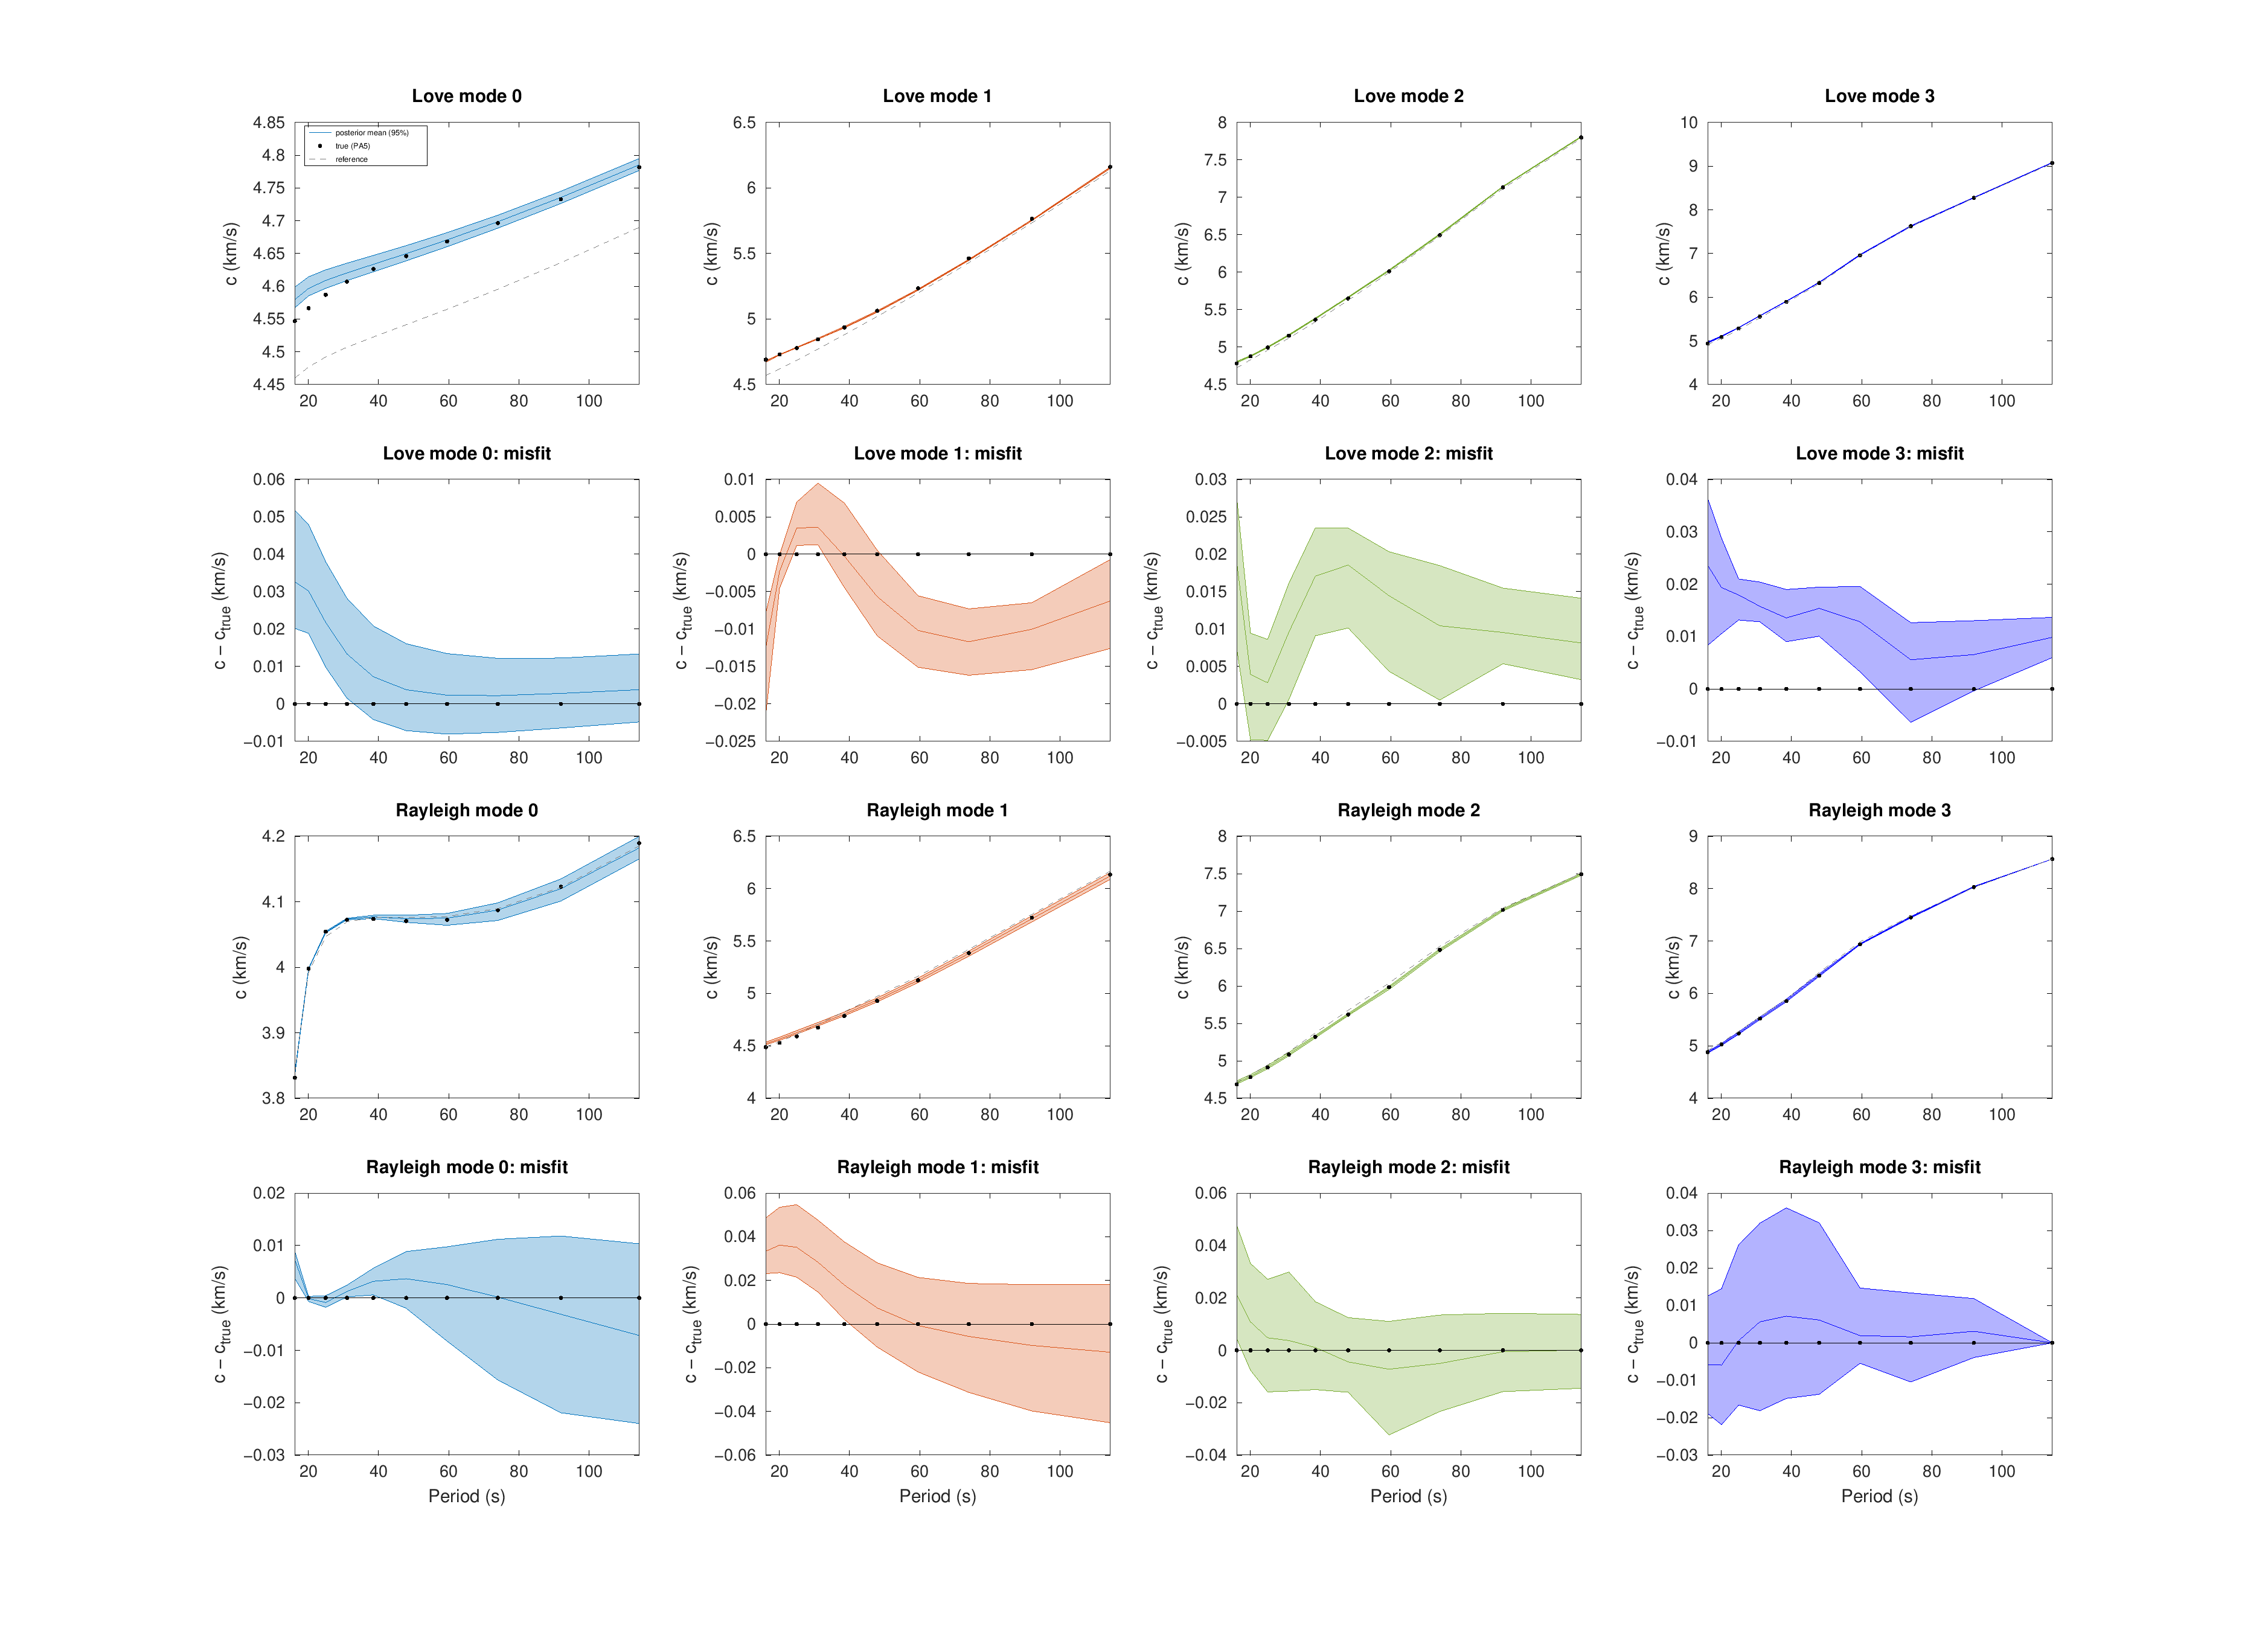 Love mode 0
Love mode 1
Love mode 2
Love mode 3
4.85
4.8
4.75
4.7
4.65
4.6
4.55
4.5
4.45
c (km/s)
posterior mean (95%)
true (PA5)
reference
20 40 60 80 100
6.5
6
5.5
5
4.5
c (km/s)
20 40 60 80 100
8
7.5
7
6.5
6
5.5
5
4.5
c (km/s)
20 40 60 80 100
10
9
8
7
6
5
4
c (km/s)
20 40 60 80 100
Love mode 0: misfit
Love mode 1: misfit
Love mode 2: misfit
Love mode 3: misfit
0.06
0.05
0.04
0.03
0.02
0.01
0
−0.01
c − ctrue (km/s)
20 40 60 80 100
0.01
0.005
0
−0.005
−0.01
−0.015
−0.02
−0.025
c − ctrue (km/s)
20 40 60 80 100
0.03
0.025
0.02
0.015
0.01
0.005
0
−0.005
c − ctrue (km/s)
20 40 60 80 100
0.04
0.03
0.02
0.01
0
−0.01
c − ctrue (km/s)
20 40 60 80 100
Rayleigh mode 0
Rayleigh mode 1
Rayleigh mode 2
Rayleigh mode 3
4.2
4.1
4
3.9
3.8
c (km/s)
20 40 60 80 100
6.5
6
5.5
5
4.5
4
c (km/s)
20 40 60 80 100
8
7.5
7
6.5
6
5.5
5
4.5
c (km/s)
20 40 60 80 100
9
8
7
6
5
4
c (km/s)
20 40 60 80 100
Rayleigh mode 0: misfit
Rayleigh mode 1: misfit
Rayleigh mode 2: misfit
Rayleigh mode 3: misfit
0.02
0.01
0
−0.01
−0.02
−0.03
c − ctrue (km/s)
20 40 60 80 100
Period (s)
0.06
0.04
0.02
0
−0.02
−0.04
−0.06
c − ctrue (km/s)
20 40 60 80 100
Period (s)
0.06
0.04
0.02
0
−0.02
−0.04
c − ctrue (km/s)
20 40 60 80 100
Period (s)
0.04
0.03
0.02
0.01
0
−0.01
−0.02
−0.03
c − ctrue (km/s)
20 40 60 80 100
Period (s)